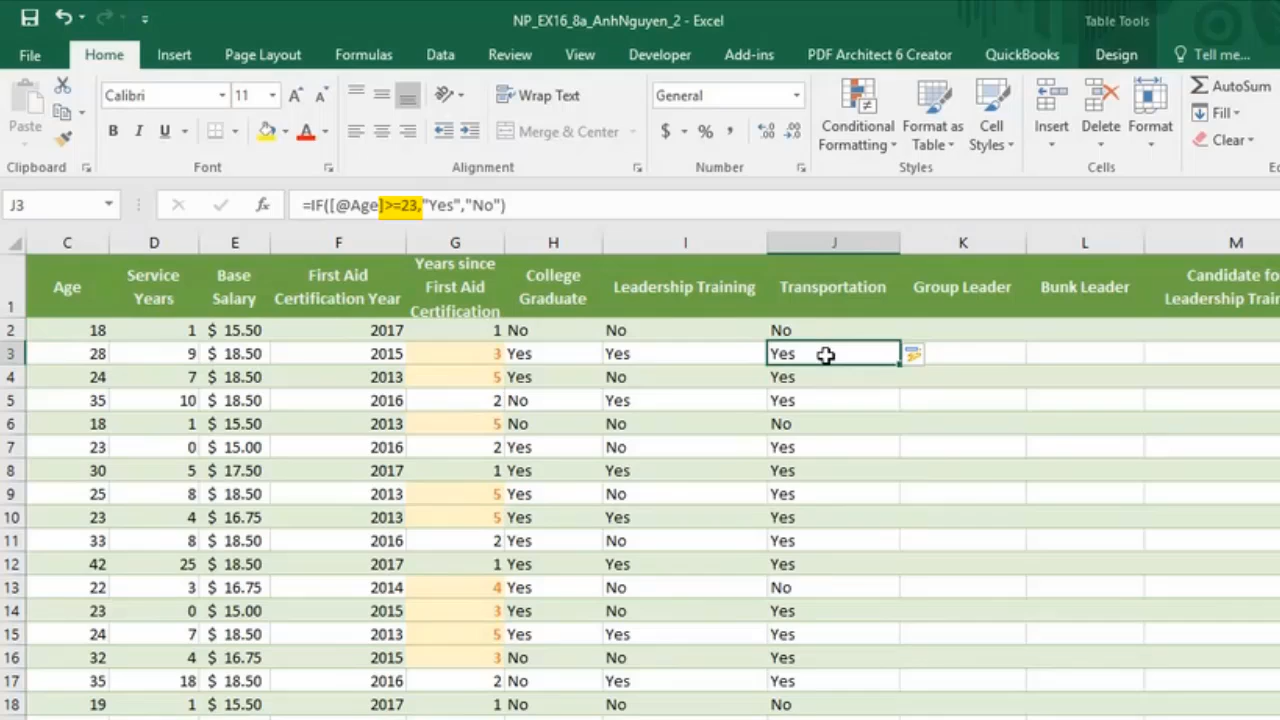 NP_EX16_8a_AnhNguyen_2 - Excel
Table Tools
File Home Insert Page Layout Formulas Data Review View Developer Add-ins PDF Architect 6 Creator QuickBooks Design Tell me...
Paste
Calibri 11 A A
B I U A
Wrap Text
Merge & Center
General
$ % ,
Conditional Formatting
Format as Table
Cell Styles
Insert Delete Format
AutoSum
Fill
Clear
Clipboard Font Alignment Number Styles Cells
J3 fx =IF([@Age]>=23,"Yes","No")
C D E F G H I J K L M
1 Age Service Years Base Salary First Aid Certification Year Years since First Aid Certification College Graduate Leadership Training Transportation Group Leader Bunk Leader
2 18 1 $ 15.50 2017 1 No No No
3 28 9 $ 18.50 2015 3 Yes Yes Yes
4 24 7 $ 18.50 2013 5 Yes No Yes
5 35 10 $ 18.50 2016 2 No Yes Yes
6 18 1 $ 15.50 2013 5 No No No
7 23 0 $ 15.00 2016 2 Yes No Yes
8 30 5 $ 17.50 2017 1 Yes Yes Yes
9 25 8 $ 18.50 2013 5 Yes No Yes
10 23 4 $ 16.75 2013 5 Yes Yes Yes
11 33 8 $ 18.50 2016 2 Yes No Yes
12 42 25 $ 18.50 2017 1 Yes Yes Yes
13 22 3 $ 16.75 2014 4 Yes No No
14 23 0 $ 15.00 2015 3 Yes No Yes
15 24 7 $ 18.50 2013 5 Yes Yes Yes
16 32 4 $ 16.75 2015 3 No No Yes
17 35 18 $ 18.50 2016 2 No Yes Yes
18 19 1 $ 15.50 2017 1 No No No